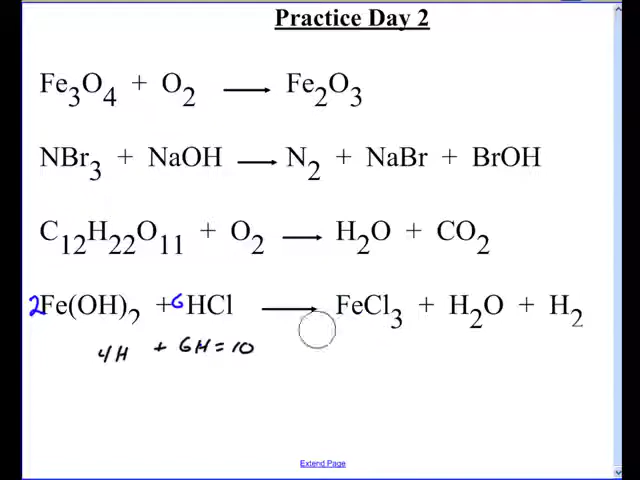 Practice Day 2
Fe3O4 + O2 → Fe2O3
NBr3 + NaOH → N2 + NaBr + BrOH
C12H22O11 + O2 → H2O + CO2
2Fe(OH)2 + 6HCl → FeCl3 + H2O + H2
4H + 6H = 10
Extend Page